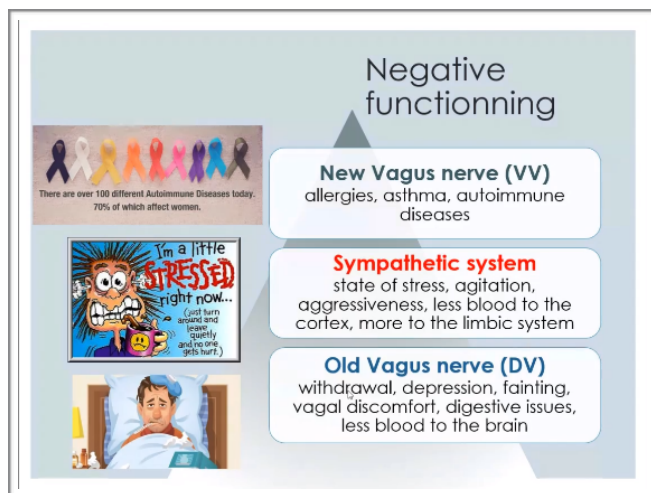 Negative
functionning
There are over 100 different Autoimmune Diseases today.
70% of which affect women.
New Vagus nerve (VV)
allergies, asthma, autoimmune
diseases
I'm a little
STRESSED
right now...
(just turn
around and
leave
quietly
and no one
gets hurt.)
Sympathetic system
state of stress, agitation,
aggressiveness, less blood to the
cortex, more to the limbic system
Old Vagus nerve (DV)
withdrawal, depression, fainting,
vagal discomfort, digestive issues,
less blood to the brain